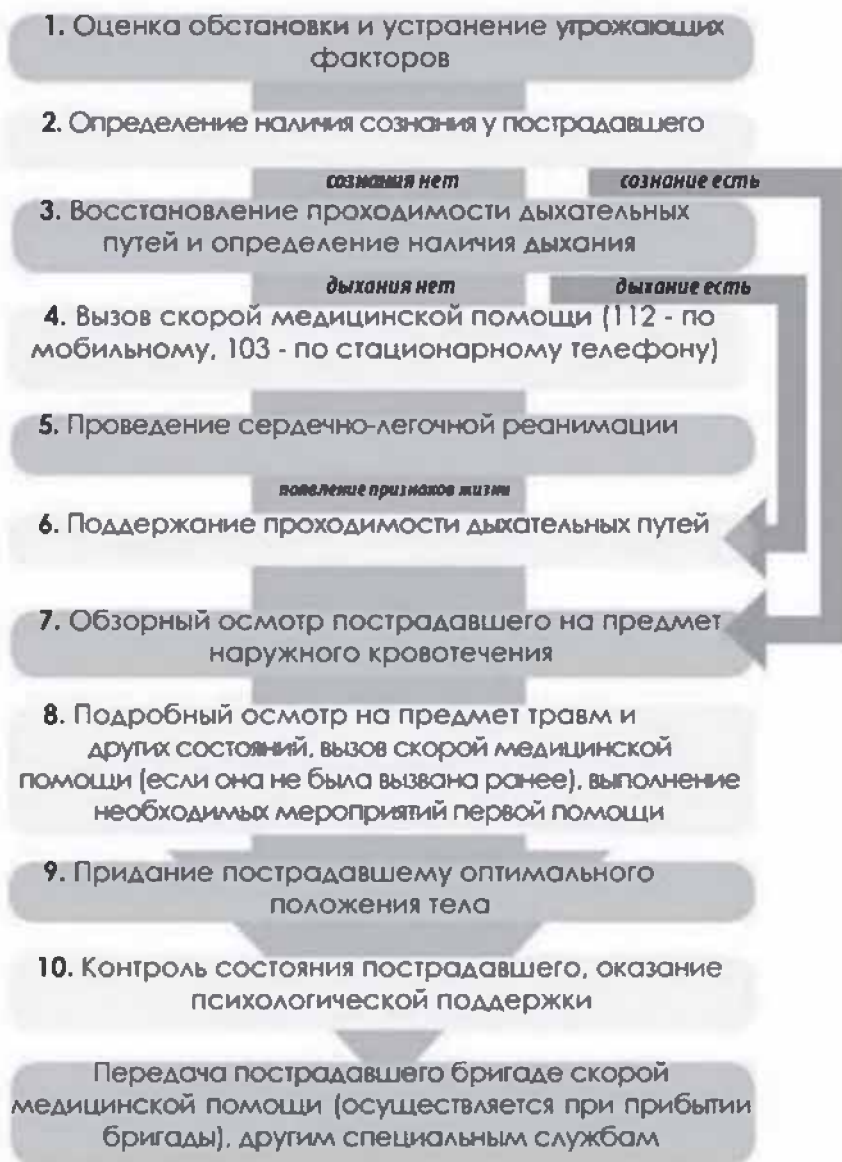 1. Оценка обстановки и устранение угрожающих
факторов
2. Определение наличия сознания у пострадавшего
сознания нет
сознание есть
3. Восстановление проходимости дыхательных
путей и определение наличия дыхания
дыхания нет
дыхание есть
4. Вызов скорой медицинской помощи (112 - по
мобильному, 103 - по стационарному телефону)
5. Проведение сердечно-легочной реанимации
появление признаков жизни
6. Поддержание проходимости дыхательных путей
7. Обзорный осмотр пострадавшего на предмет
наружного кровотечения
8. Подробный осмотр на предмет травм и
других состояний, вызов скорой медицинской
помощи (если она не была вызвана ранее), выполнение
необходимых мероприятий первой помощи
9. Придание пострадавшему оптимального
положения тела
10. Контроль состояния пострадавшего, оказание
психологической поддержки
Передача пострадавшего бригаде скорой
медицинской помощи (осуществляется при прибытии
бригады), другим специальным службам